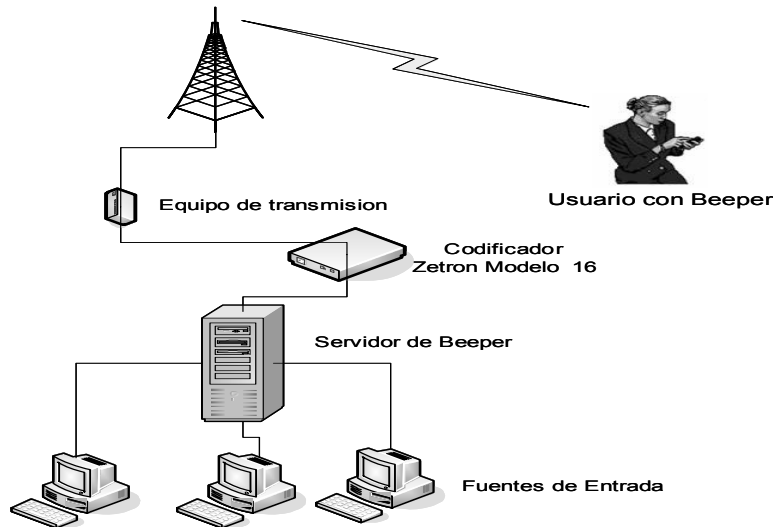 Equipo de transmision
Usuario con Beeper
Codificador
Zetron Modelo 16
Servidor de Beeper
Fuentes de Entrada